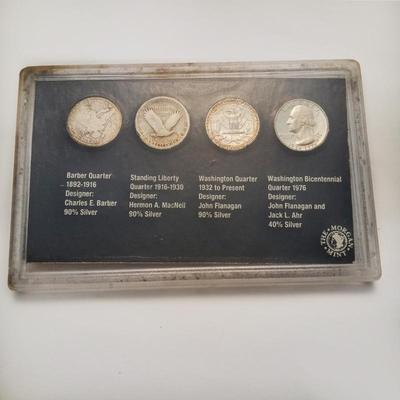 Barber Quarter
1892-1916
Designer:
Charles E. Barber
90% Silver
Standing Liberty
Quarter 1916-1930
Designer:
Hermon A. MacNeil
90% Silver
Washington Quarter
1932 to Present
Designer:
John Flanagan
90% Silver
Washington Bicentennial
Quarter 1976
Designer:
John Flanagan and
Jack L. Ahr
40% Silver
THE MORGAN MINT